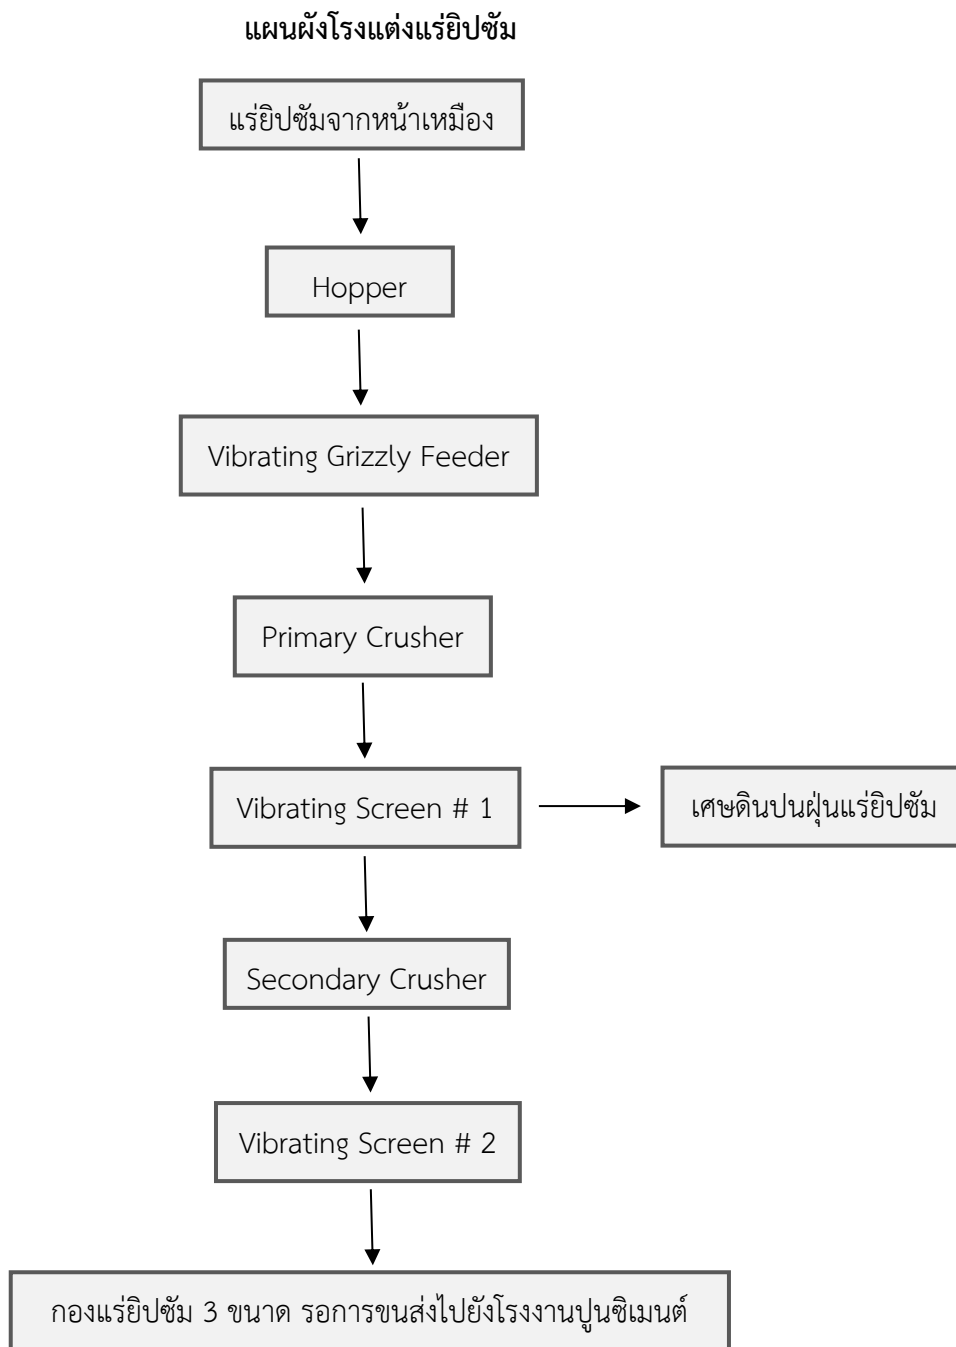 แผนผังโรงแต่งแร่ยิปซัม
แร่ยิปซัมจากหน้าเหมือง
Hopper
Vibrating Grizzly Feeder
Primary Crusher
Vibrating Screen # 1
เศษดินปนฝุ่นแร่ยิปซัม
Secondary Crusher
Vibrating Screen # 2
กองแร่ยิปซัม 3 ขนาด รอการขนส่งไปยังโรงงานปูนซิเมนต์